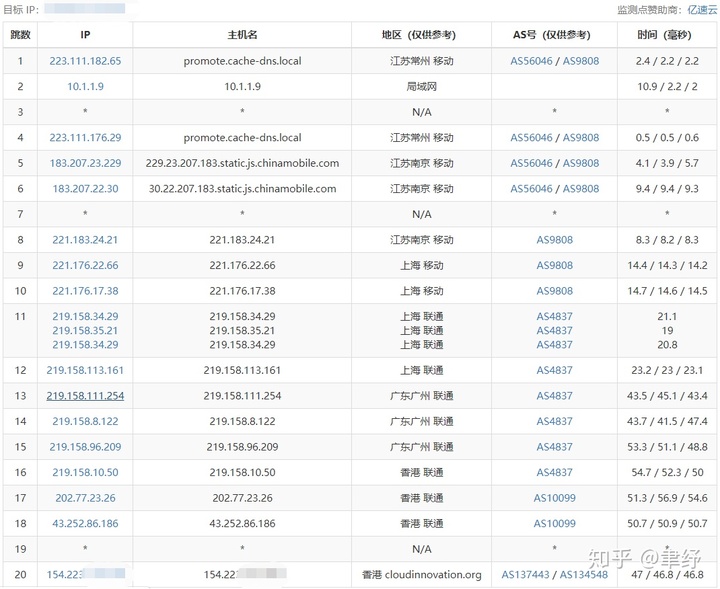 目标 IP：
监测点赞助商：亿速云
跳数 IP 主机名 地区（仅供参考） AS号（仅供参考） 时间（毫秒）
1 223.111.182.65 promote.cache-dns.local 江苏常州 移动 AS56046 / AS9808 2.4 / 2.2 / 2.2
2 10.1.1.9 10.1.1.9 局域网 10.9 / 2.2 / 2
3 * * N/A * *
4 223.111.176.29 promote.cache-dns.local 江苏常州 移动 AS56046 / AS9808 0.5 / 0.5 / 0.6
5 183.207.23.229 229.23.207.183.static.js.chinamobile.com 江苏南京 移动 AS56046 / AS9808 4.1 / 3.9 / 5.7
6 183.207.22.30 30.22.207.183.static.js.chinamobile.com 江苏南京 移动 AS56046 / AS9808 9.4 / 9.4 / 9.3
7 * * N/A * *
8 221.183.24.21 221.183.24.21 江苏南京 移动 AS9808 8.3 / 8.2 / 8.3
9 221.176.22.66 221.176.22.66 上海 移动 AS9808 14.4 / 14.3 / 14.2
10 221.176.17.38 221.176.17.38 上海 移动 AS9808 14.7 / 14.6 / 14.5
11 219.158.34.29 219.158.34.29 上海 联通 AS4837 21.1
219.158.35.21 219.158.35.21 上海 联通 AS4837 19
219.158.34.29 219.158.34.29 上海 联通 AS4837 20.8
12 219.158.113.161 219.158.113.161 上海 联通 AS4837 23.2 / 23 / 23.1
13 219.158.111.254 219.158.111.254 广东广州 联通 AS4837 43.5 / 45.1 / 43.4
14 219.158.8.122 219.158.8.122 广东广州 联通 AS4837 43.7 / 41.5 / 47.4
15 219.158.96.209 219.158.96.209 广东广州 联通 AS4837 53.3 / 51.1 / 48.8
16 219.158.10.50 219.158.10.50 香港 联通 AS4837 54.7 / 52.3 / 50
17 202.77.23.26 202.77.23.26 香港 联通 AS10099 51.3 / 56.9 / 54.6
18 43.252.86.186 43.252.86.186 香港 联通 AS10099 50.7 / 50.9 / 50.7
19 * * N/A * *
20 154.223 154.22 香港 cloudinnovation.org AS137443 / AS134548 47 / 46.8 / 46.8
知乎 @聿纾